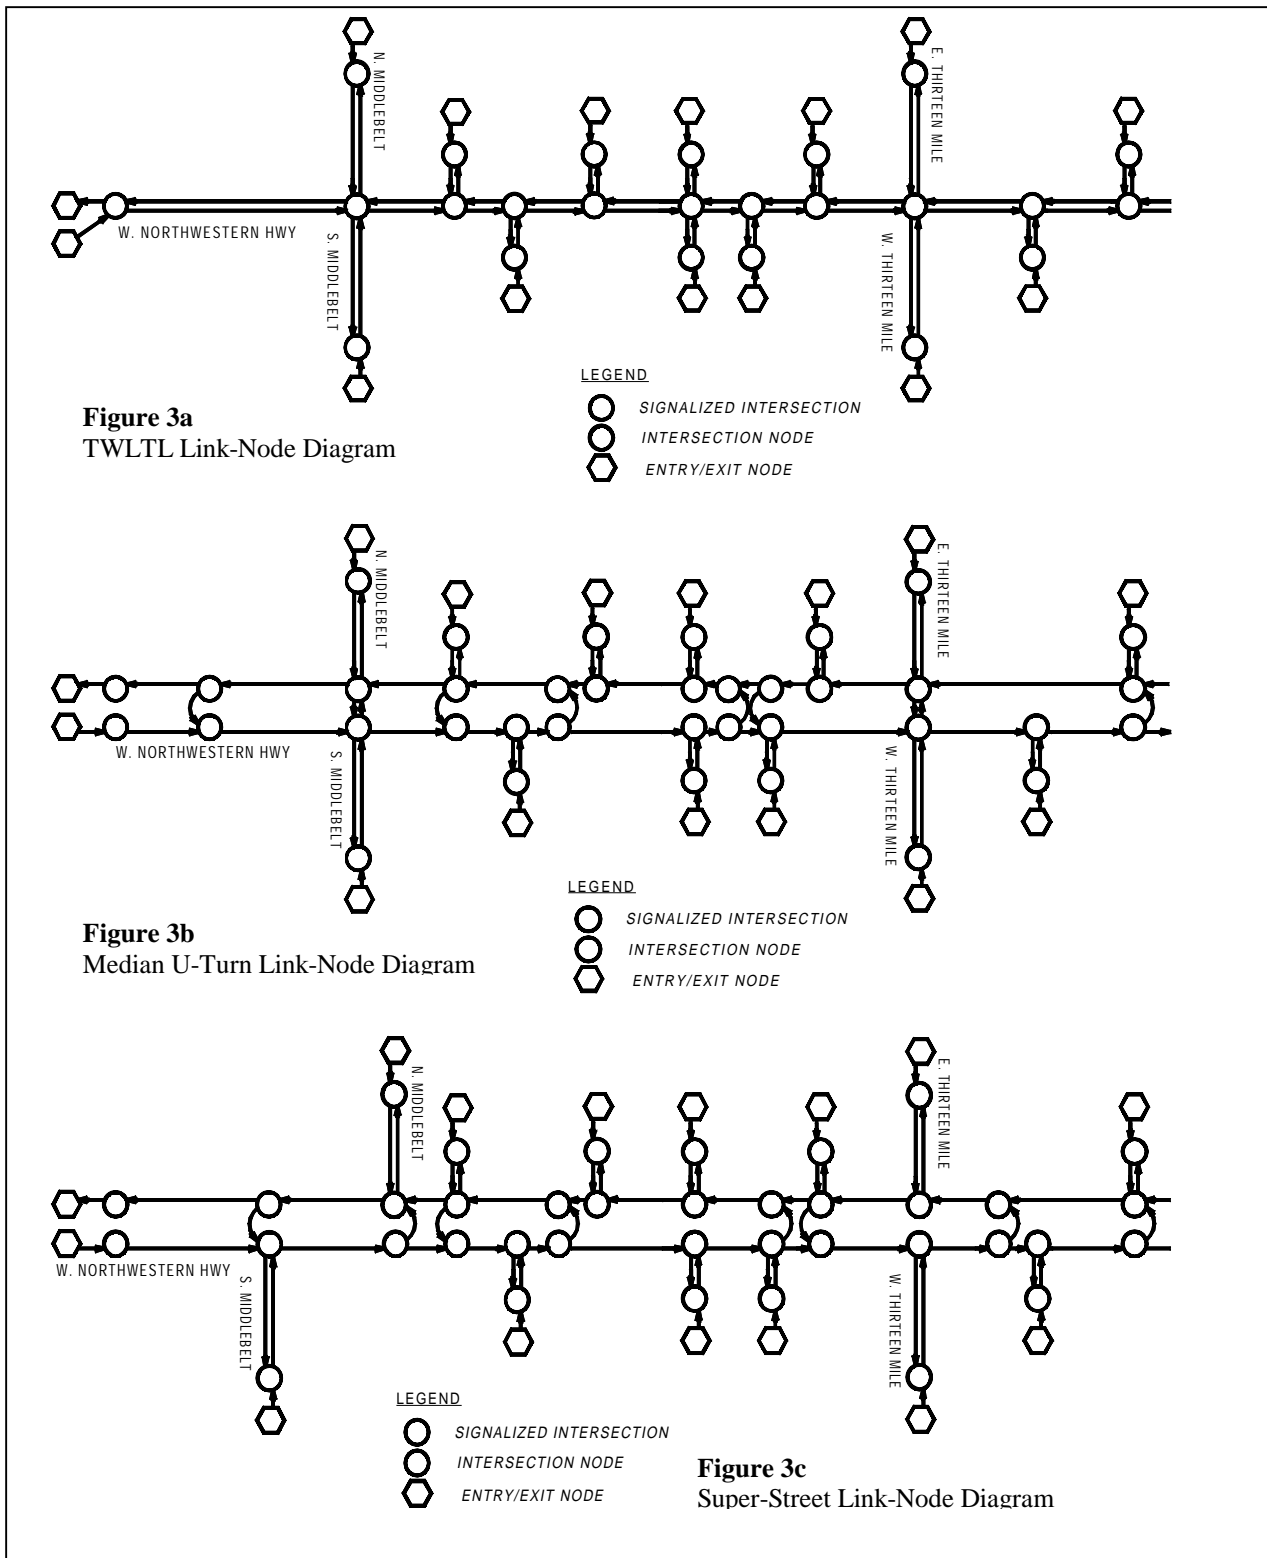 N. MIDDLEBELT
E. THIRTEEN MILE
W. NORTHWESTERN HWY
S. MIDDLEBELT
W. THIRTEEN MILE
LEGEND
SIGNALIZED INTERSECTION
INTERSECTION NODE
ENTRY/EXIT NODE
Figure 3a
TWLTL Link-Node Diagram
N. MIDDLEBELT
E. THIRTEEN MILE
W. NORTHWESTERN HWY
S. MIDDLEBELT
W. THIRTEEN MILE
LEGEND
SIGNALIZED INTERSECTION
INTERSECTION NODE
ENTRY/EXIT NODE
Figure 3b
Median U-Turn Link-Node Diagram
N. MIDDLEBELT
E. THIRTEEN MILE
W. NORTHWESTERN HWY
S. MIDDLEBELT
W. THIRTEEN MILE
LEGEND
SIGNALIZED INTERSECTION
INTERSECTION NODE
ENTRY/EXIT NODE
Figure 3c
Super-Street Link-Node Diagram